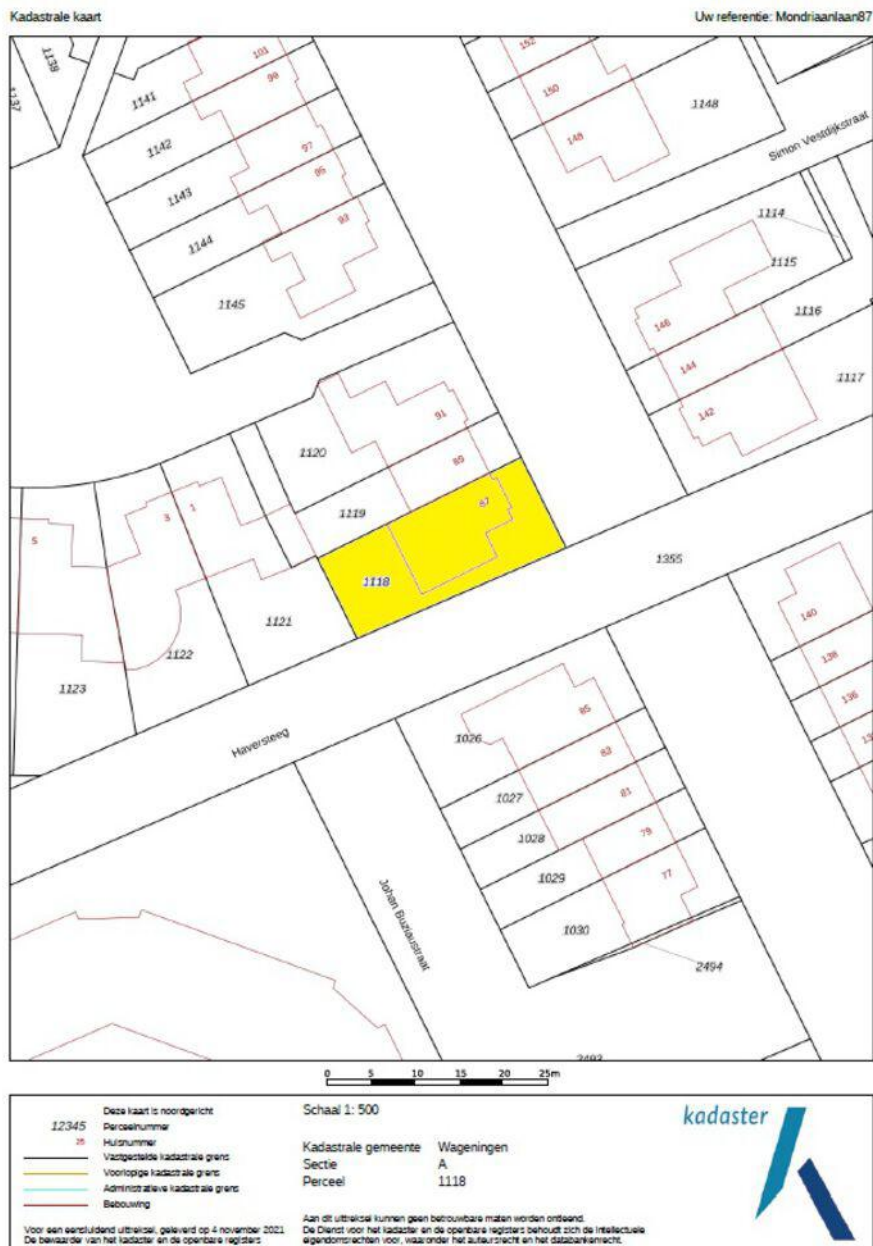 Kadastrale kaart
Uw referentie: Mondriaanlaan87
1138
1137
1141
101
99
1142
97
1143
95
1144
93
1145
152
150
148
1148
Simon Vestdijkstraat
1114
1115
146
1116
144
1117
142
91
1120
89
1119
87
1118
1355
5
3
1
1121
1122
1123
140
138
136
Haversteeg
85
1026
83
1027
81
1028
79
1029
77
1030
2494
Johan Buziaustraat
2493
0 5 10 15 20 25m
Deze kaart is noordgericht
12345 Perceelnummer
25 Huisnummer
Vastgestelde kadastrale grens
Voorlopige kadastrale grens
Administratieve kadastrale grens
Bebouwing
Voor een eensluidend uittreksel, geleverd op 4 november 2021
De bewaarder van het kadaster en de openbare registers
Schaal 1: 500
Kadastrale gemeente Wageningen
Sectie A
Perceel 1118
Aan dit uittreksel kunnen geen betrouwbare maten worden ontleend.
De Dienst voor het kadaster en de openbare registers behoudt zich de intellectuele
eigendomsrechten voor, waaronder het auteursrecht en het databankenrecht.
kadaster